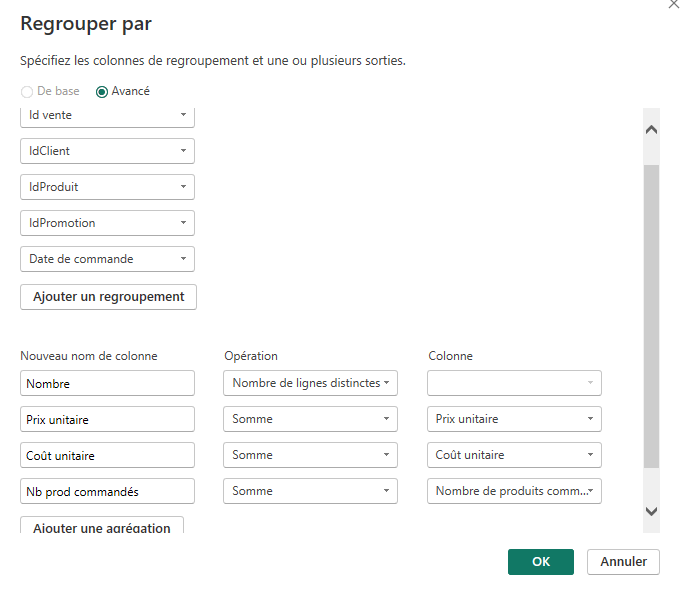 Regrouper par
Spécifiez les colonnes de regroupement et une ou plusieurs sorties.
De base Avancé
Id vente
IdClient
IdProduit
IdPromotion
Date de commande
Ajouter un regroupement
Nouveau nom de colonne Opération Colonne
Nombre Nombre de lignes distinctes
Prix unitaire Somme Prix unitaire
Coût unitaire Somme Coût unitaire
Nb prod commandés Somme Nombre de produits comm...
Ajouter une agrégation
OK Annuler